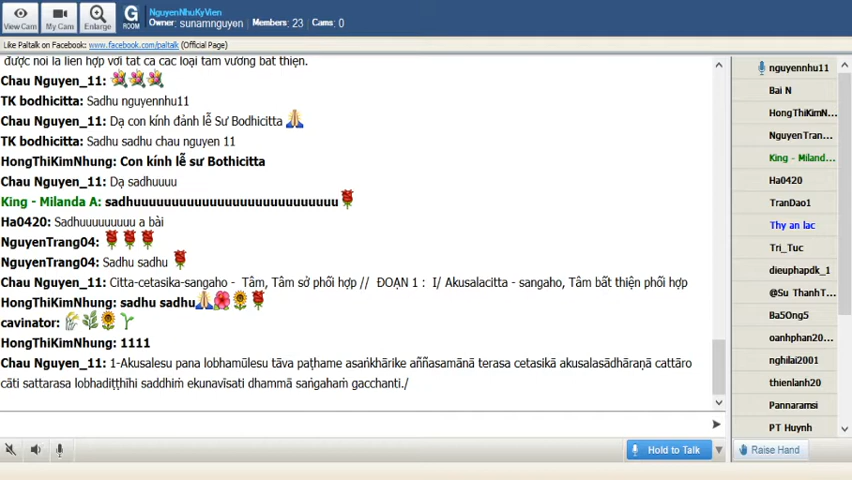 View Cam
My Cam
Enlarge
G
ROOM
NguyenNhuKyVien
Owner: sunamnguyen Members: 23 Cams: 0
Like Paltalk on Facebook: www.facebook.com/paltalk (Official Page)
được nói là liên hợp với tất cả các loại tâm vương bất thiện.
Chau Nguyen_11:
TK bodhicitta: Sadhu nguyennhu11
Chau Nguyen_11: Dạ con kính đảnh lễ Sư Bodhicitta
TK bodhicitta: Sadhu sadhu chau nguyen 11
HongThiKimNhung: Con kính lễ sư Bothicitta
Chau Nguyen_11: Dạ sadhuuuu
King - Milanda A: sadhuuuuuuuuuuuuuuuuuuuuuuuuuuu
Ha0420: Sadhuuuuuuuuu a bài
NguyenTrang04:
NguyenTrang04: Sadhu sadhu
Chau Nguyen_11: Citta-cetasika-sangaho - Tâm, Tâm sở phối hợp // ĐOẠN 1 : I/ Akusalacitta - sangaho, Tâm bất thiện phối hợp
HongThiKimNhung: sadhu sadhu
cavinator:
HongThiKimNhung: 1111
Chau Nguyen_11: 1-Akusalesu pana lobhamūlesu tāva paṭhame asaṅkhārike aññasamānā terasa cetasikā akusalasādhāraṇā cattāro
cāti sattarasa lobhadiṭṭhīhi saddhiṁ ekunavīsati dhammā saṅgahaṁ gacchanti./
Hold to Talk
nguyennhu11
Bai N
HongThiKimN...
NguyenTran...
King - Miland...
Ha0420
TranDao1
Thy an lac
Tri_Tuc
dieuphapdk_1
@Su ThanhT...
Ba5Ong5
oanhphan20...
nghilai2001
thienlanh20
Pannaramsi
PT Huynh
Raise Hand